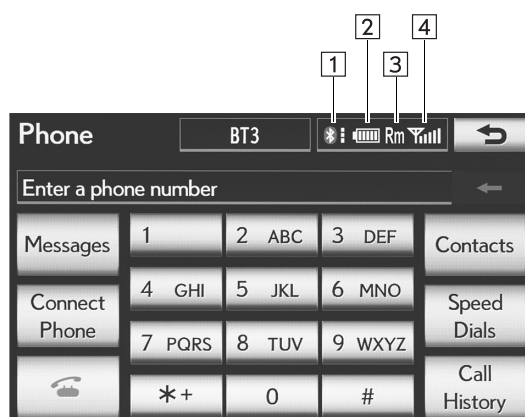 2 4
1 3
Phone BT3 Rm
Enter a phone number
Messages 1 2 ABC 3 DEF Contacts
4 GHI 5 JKL 6 MNO
Connect
Phone
Speed
Dials
7 PQRS 8 TUV 9 WXYZ
*+ 0 #
Call
History